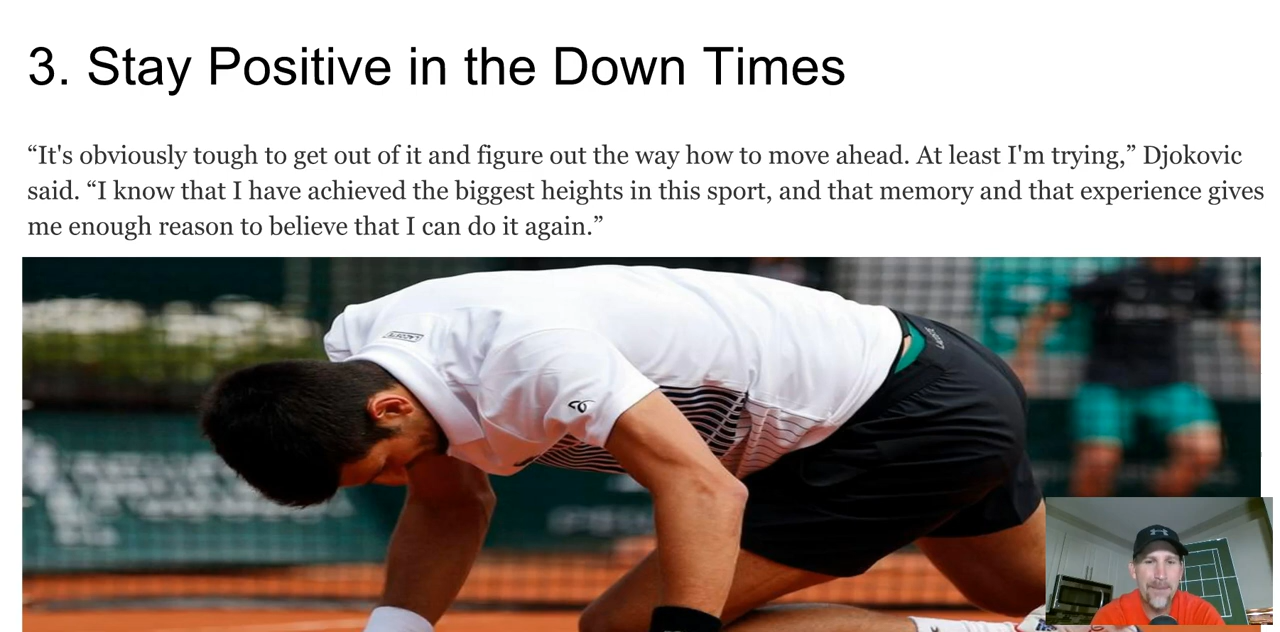 3. Stay Positive in the Down Times
“It's obviously tough to get out of it and figure out the way how to move ahead. At least I'm trying,” Djokovic
said. “I know that I have achieved the biggest heights in this sport, and that memory and that experience gives
me enough reason to believe that I can do it again.”
LACOSTE